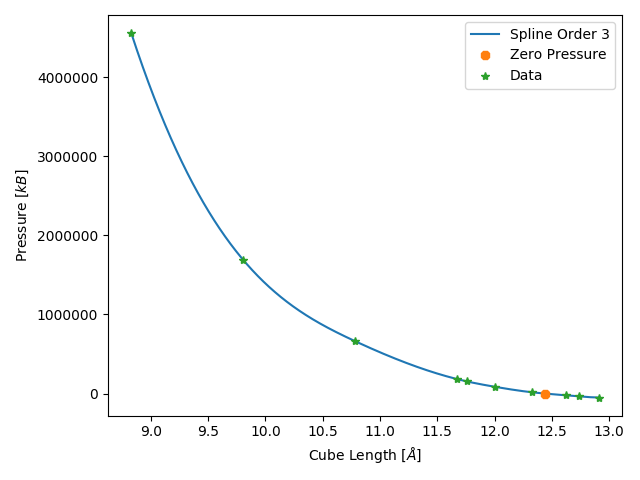 Spline Order 3
Zero Pressure
Data
4000000
3000000
2000000
1000000
0
Pressure [kB]
9.0 9.5 10.0 10.5 11.0 11.5 12.0 12.5 13.0
Cube Length [Å]